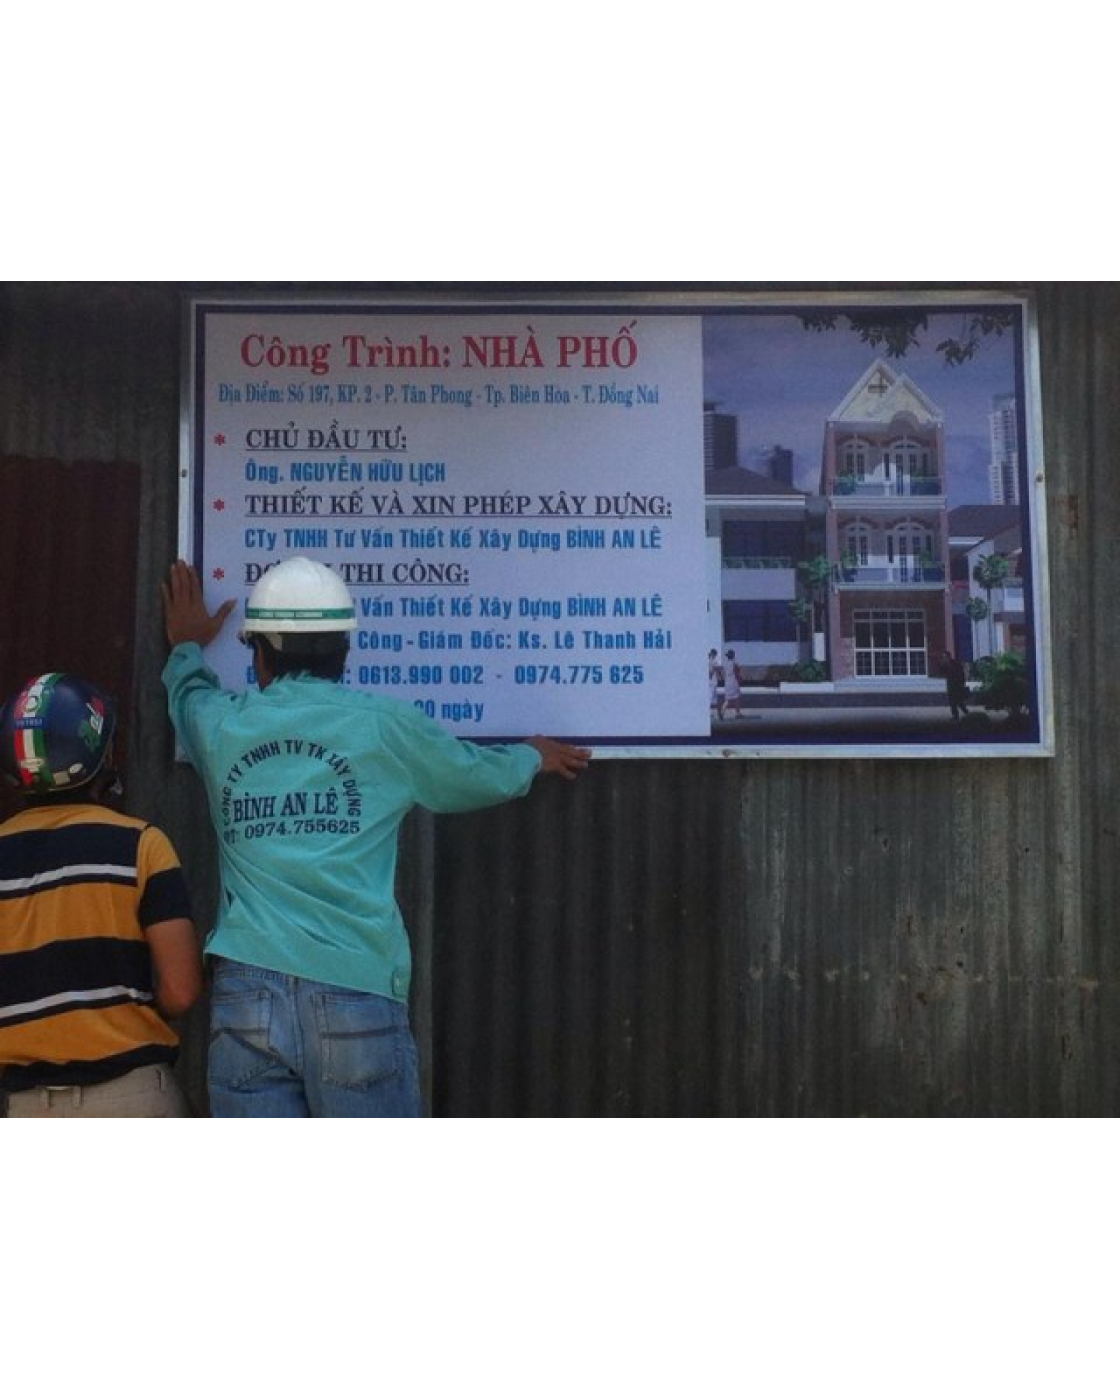 Công Trình: NHÀ PHỐ
Địa Điểm: Số 197, KP. 2 - P. Tân Phong - Tp. Biên Hòa - T. Đồng Nai
* CHỦ ĐẦU TƯ:
Ông. NGUYỄN HỮU LỊCH
* THIẾT KẾ VÀ XIN PHÉP XÂY DỰNG:
CTy TNHH Tư Vấn Thiết Kế Xây Dựng BÌNH AN LÊ
* THI CÔNG:
Vấn Thiết Kế Xây Dựng BÌNH AN LÊ
Công - Giám Đốc: Ks. Lê Thanh Hải
0613.990 002 - 0974.775 625
ngày
CÔNG TY TNHH TV TK XÂY DỰNG
BÌNH AN LÊ
ĐT: 0974.755625